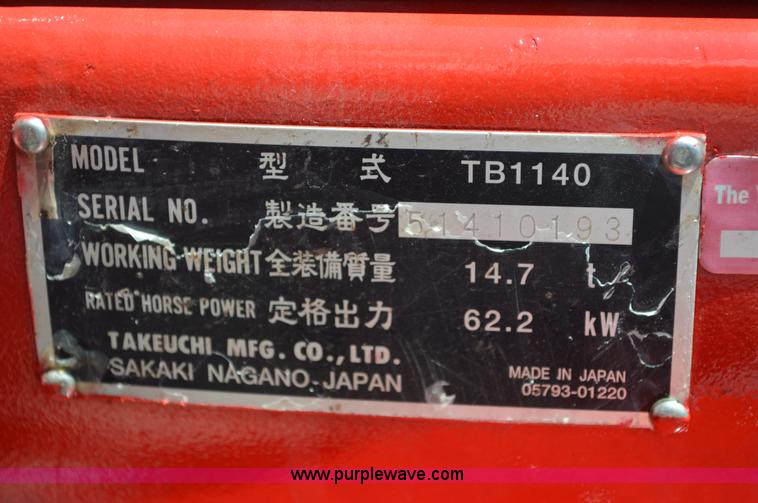 MODEL 型式 TB1140
SERIAL NO. 製造番号 51410193
WORKING WEIGHT 全装備質量 14.7 t
RATED HORSE POWER 定格出力 62.2 kW
TAKEUCHI MFG. CO., LTD.
SAKAKI NAGANO JAPAN
MADE IN JAPAN
05793-01220
The
www.purplewave.com